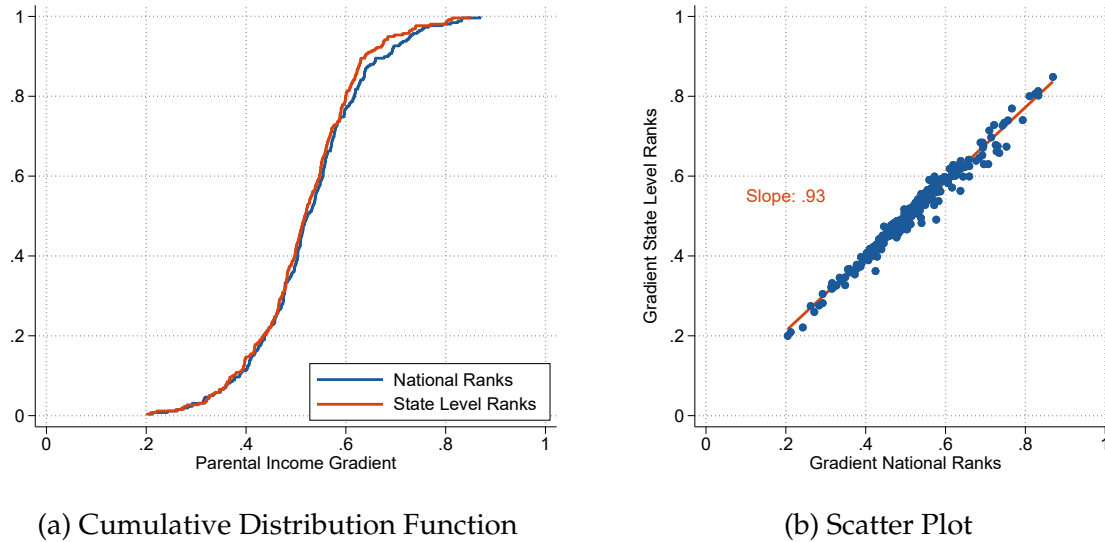 1
.8
.6
.4
.2
0
0 .2 .4 .6 .8 1
Parental Income Gradient
National Ranks
State Level Ranks
(a) Cumulative Distribution Function
Gradient State Level Ranks
1
.8
.6
.4
.2
0
Slope: .93
0 .2 .4 .6 .8 1
Gradient National Ranks
(b) Scatter Plot